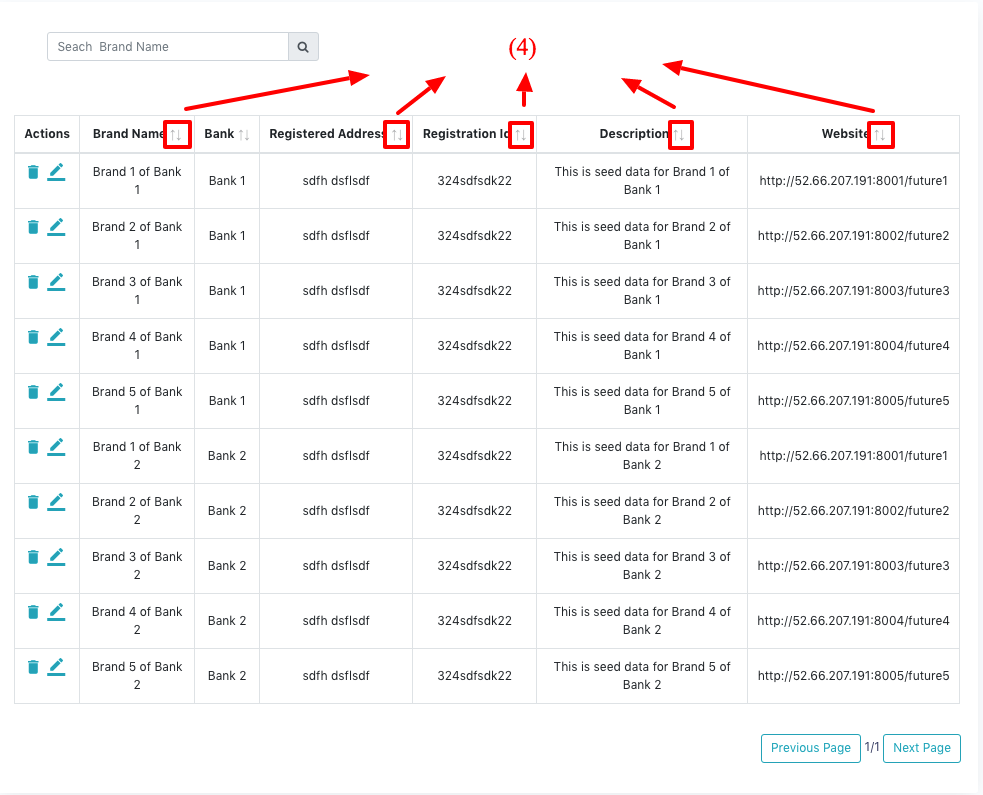 Seach Brand Name
(4)
Actions Brand Name Bank Registered Address Registration Id Description Website
Brand 1 of Bank 1 Bank 1 sdfh dsflsdf 324sdfsdk22 This is seed data for Brand 1 of Bank 1 http://52.66.207.191:8001/future1
Brand 2 of Bank 1 Bank 1 sdfh dsflsdf 324sdfsdk22 This is seed data for Brand 2 of Bank 1 http://52.66.207.191:8002/future2
Brand 3 of Bank 1 Bank 1 sdfh dsflsdf 324sdfsdk22 This is seed data for Brand 3 of Bank 1 http://52.66.207.191:8003/future3
Brand 4 of Bank 1 Bank 1 sdfh dsflsdf 324sdfsdk22 This is seed data for Brand 4 of Bank 1 http://52.66.207.191:8004/future4
Brand 5 of Bank 1 Bank 1 sdfh dsflsdf 324sdfsdk22 This is seed data for Brand 5 of Bank 1 http://52.66.207.191:8005/future5
Brand 1 of Bank 2 Bank 2 sdfh dsflsdf 324sdfsdk22 This is seed data for Brand 1 of Bank 2 http://52.66.207.191:8001/future1
Brand 2 of Bank 2 Bank 2 sdfh dsflsdf 324sdfsdk22 This is seed data for Brand 2 of Bank 2 http://52.66.207.191:8002/future2
Brand 3 of Bank 2 Bank 2 sdfh dsflsdf 324sdfsdk22 This is seed data for Brand 3 of Bank 2 http://52.66.207.191:8003/future3
Brand 4 of Bank 2 Bank 2 sdfh dsflsdf 324sdfsdk22 This is seed data for Brand 4 of Bank 2 http://52.66.207.191:8004/future4
Brand 5 of Bank 2 Bank 2 sdfh dsflsdf 324sdfsdk22 This is seed data for Brand 5 of Bank 2 http://52.66.207.191:8005/future5
Previous Page 1/1 Next Page